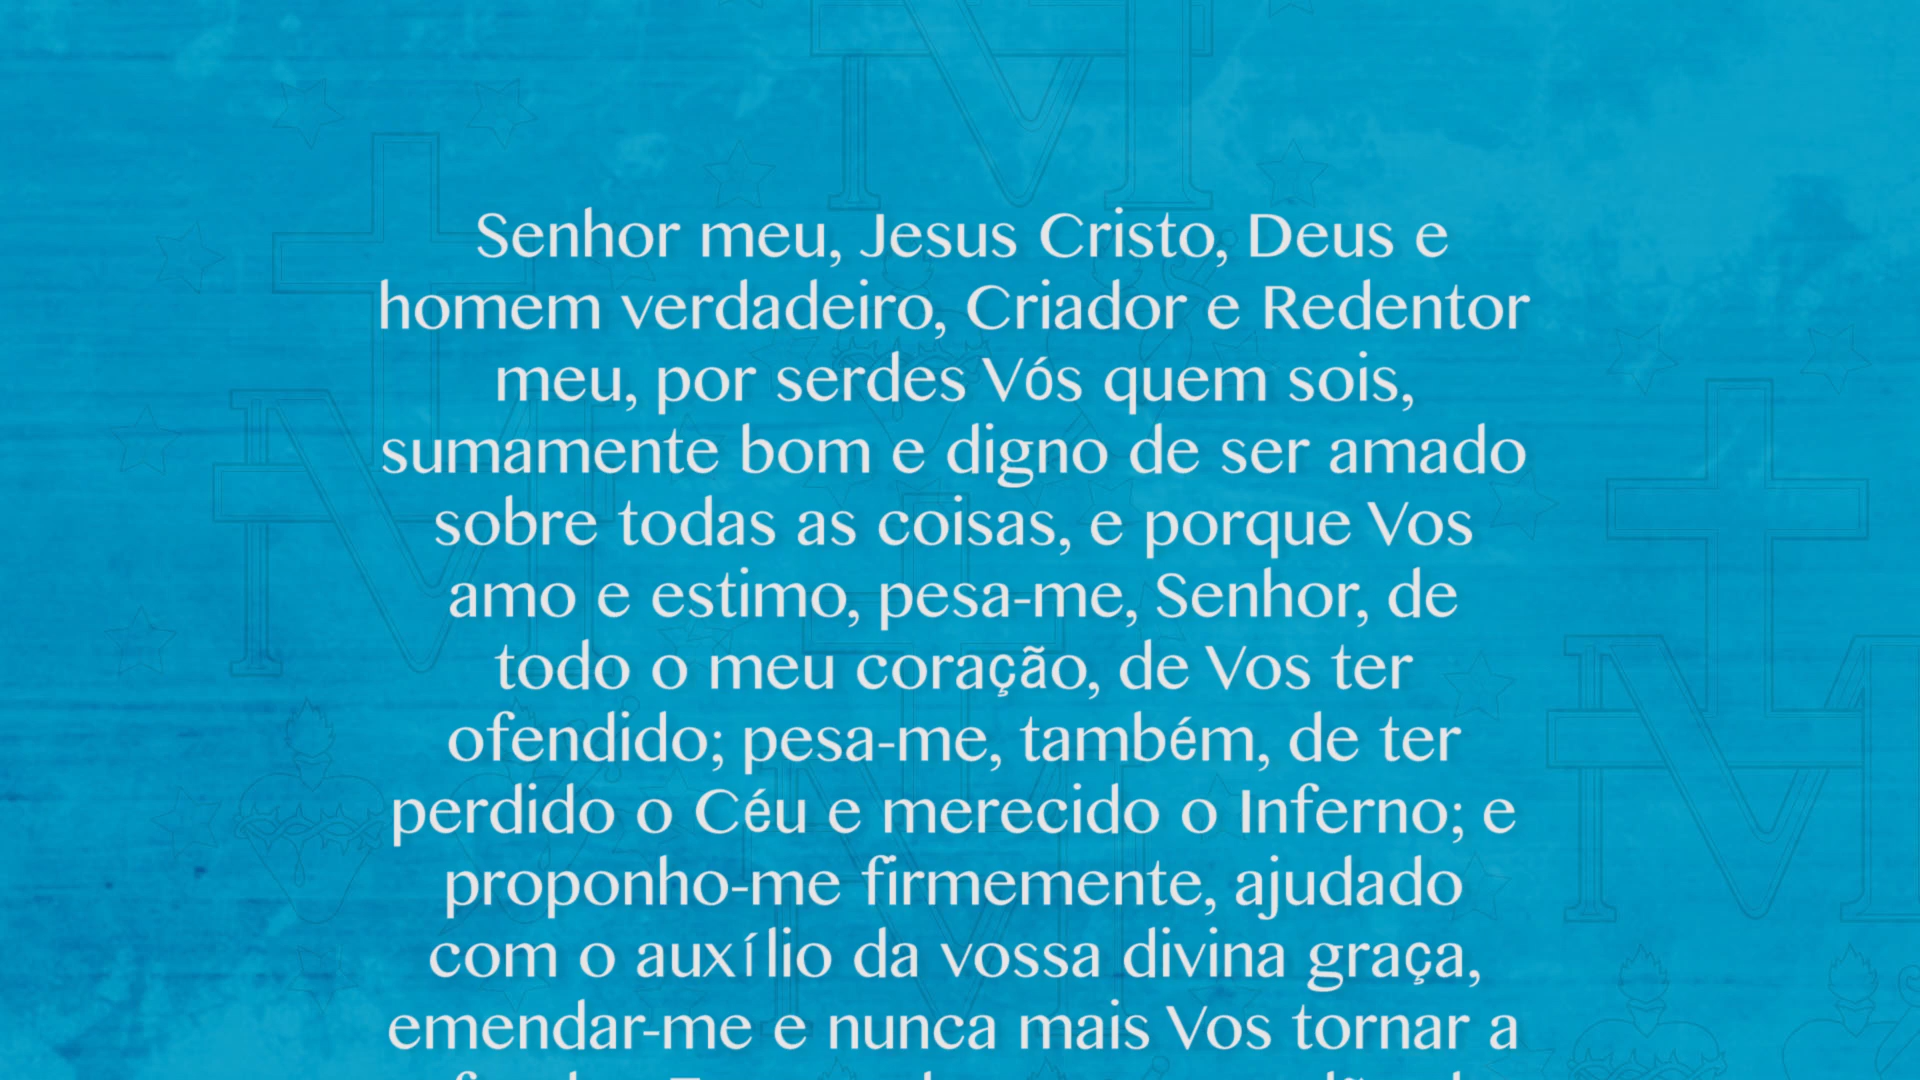 Senhor meu, Jesus Cristo, Deus e
homem verdadeiro, Criador e Redentor
meu, por serdes Vós quem sois,
sumamente bom e digno de ser amado
sobre todas as coisas, e porque Vos
amo e estimo, pesa-me, Senhor, de
todo o meu coração, de Vos ter
ofendido; pesa-me, também, de ter
perdido o Céu e merecido o Inferno; e
proponho-me firmemente, ajudado
com o auxílio da vossa divina graça,
emendar-me e nunca mais Vos tornar a